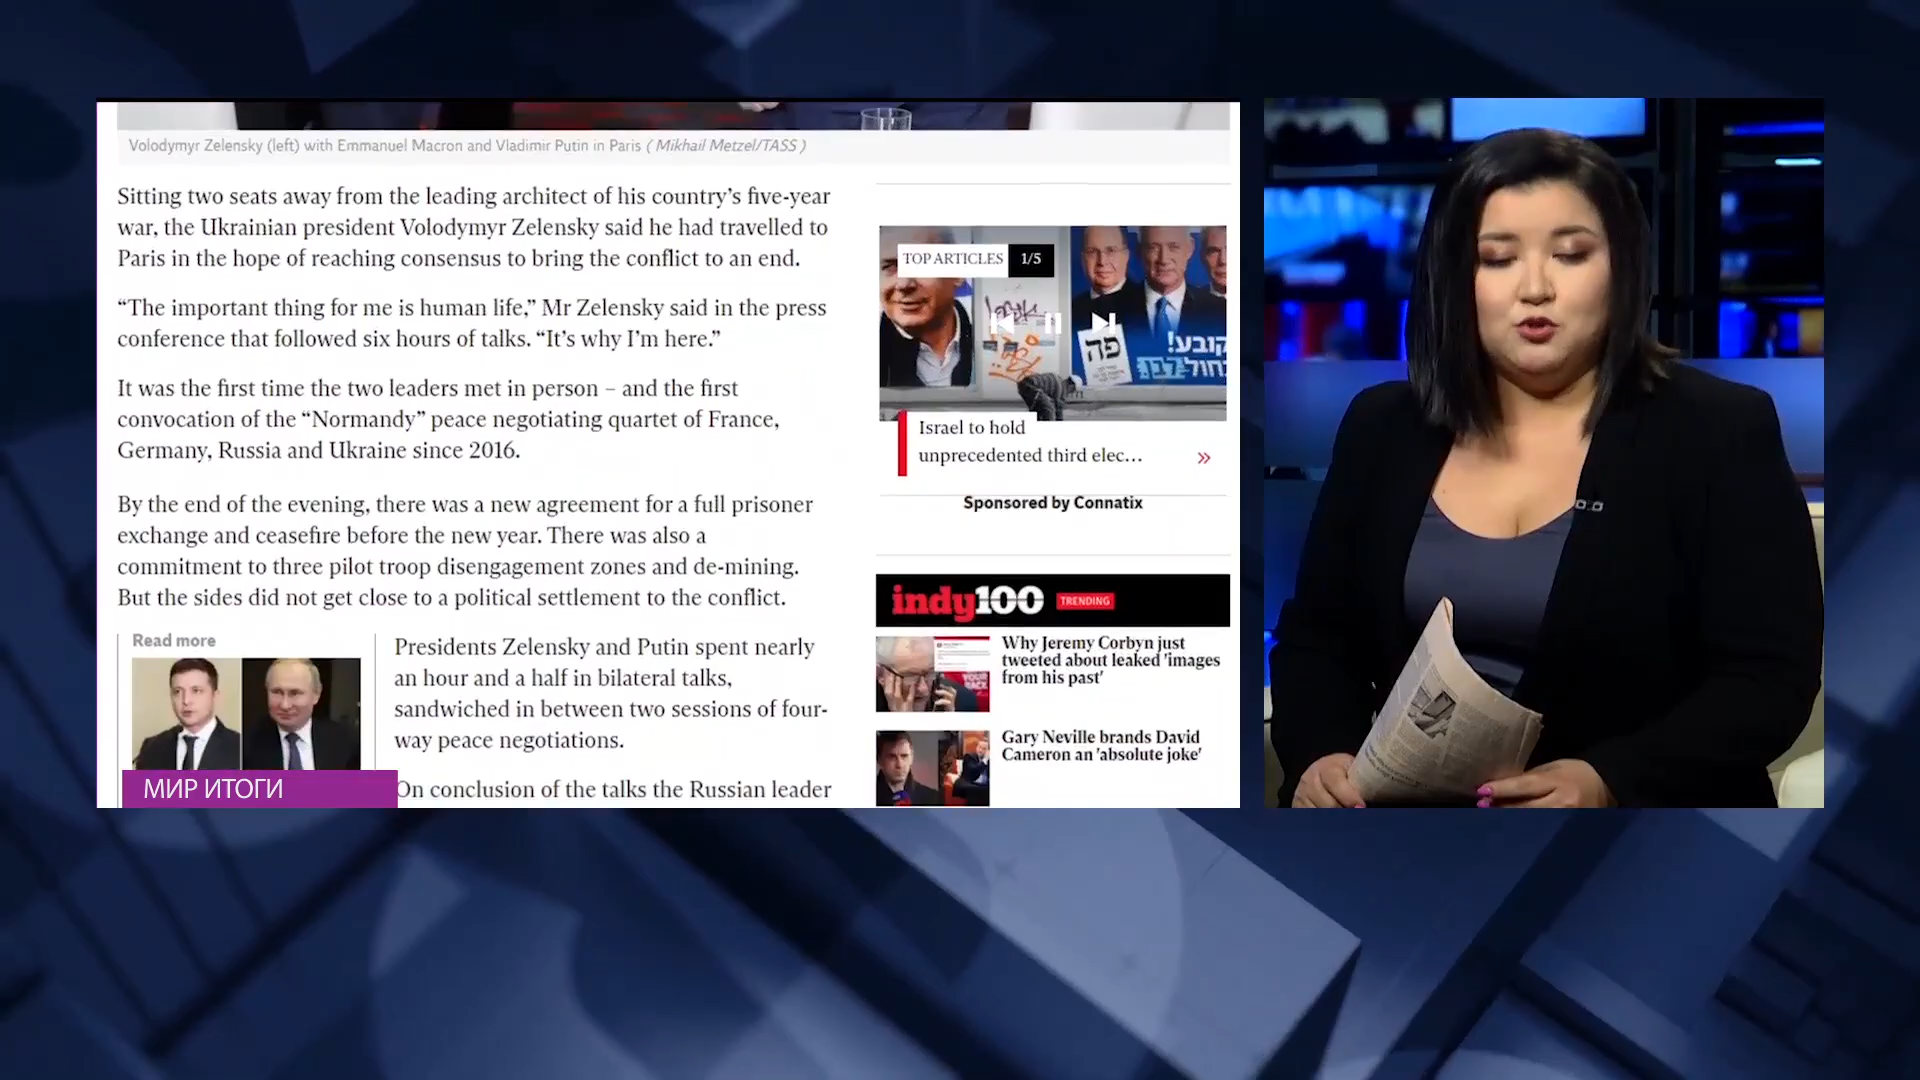 Volodymyr Zelensky (left) with Emmanuel Macron and Vladimir Putin in Paris ( Mikhail Metzel/TASS )
Sitting two seats away from the leading architect of his country’s five-year
war, the Ukrainian president Volodymyr Zelensky said he had travelled to
Paris in the hope of reaching consensus to bring the conflict to an end.
“The important thing for me is human life,” Mr Zelensky said in the press
conference that followed six hours of talks. “It’s why I’m here.”
It was the first time the two leaders met in person – and the first
convocation of the “Normandy” peace negotiating quartet of France,
Germany, Russia and Ukraine since 2016.
By the end of the evening, there was a new agreement for a full prisoner
exchange and ceasefire before the new year. There was also a
commitment to three pilot troop disengagement zones and de-mining.
But the sides did not get close to a political settlement to the conflict.
Read more
Presidents Zelensky and Putin spent nearly
an hour and a half in bilateral talks,
sandwiched in between two sessions of four-
way peace negotiations.
On conclusion of the talks the Russian leader
МИР ИТОГИ
TOP ARTICLES 1/5
פה
Israel to hold
unprecedented third elec...
»
Sponsored by Connatix
indy100 TRENDING
Why Jeremy Corbyn just
tweeted about leaked 'images
from his past'
Gary Neville brands David
Cameron an 'absolute joke'